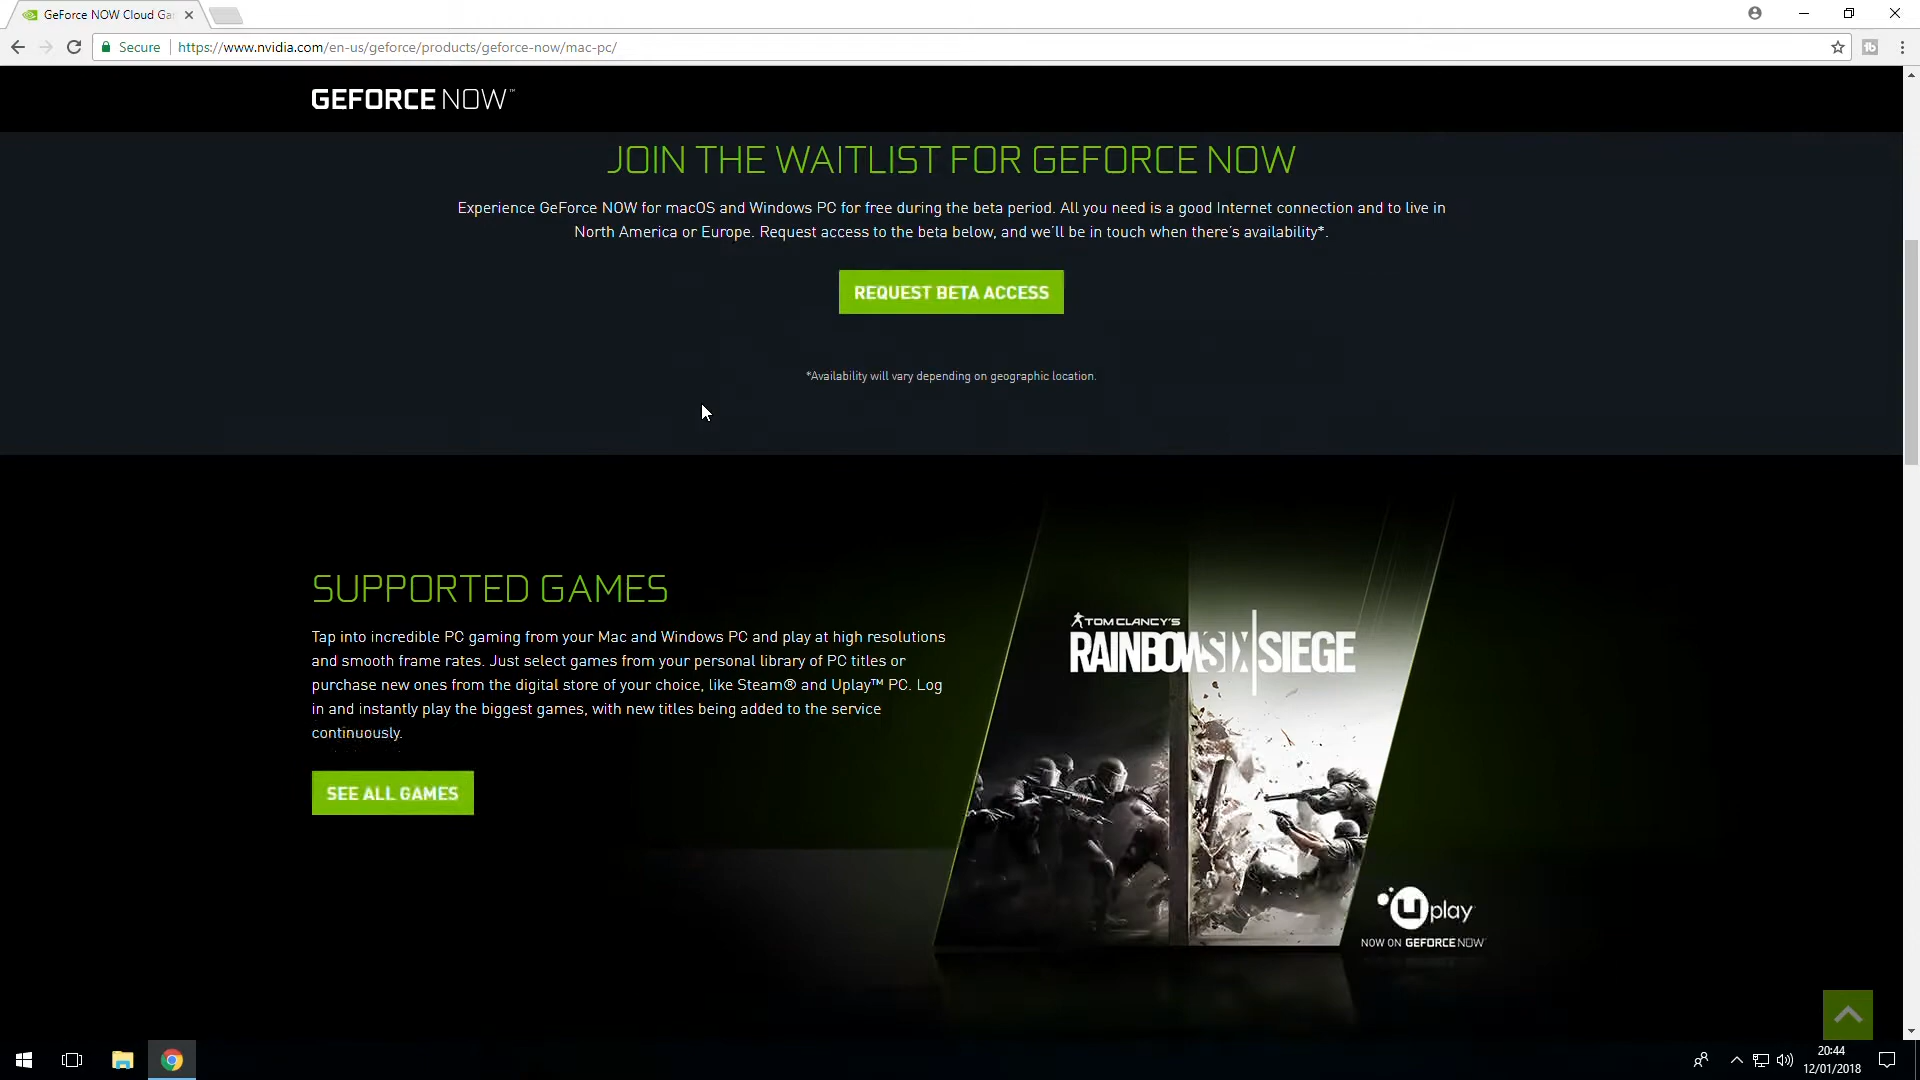 GeForce NOW Cloud Ga
Secure
https://www.nvidia.com/en-us/geforce/products/geforce-now/mac-pc/
GEFORCE NOW™
JOIN THE WAITLIST FOR GEFORCE NOW
Experience GeForce NOW for macOS and Windows PC for free during the beta period. All you need is a good Internet connection and to live in
North America or Europe. Request access to the beta below, and we'll be in touch when there's availability*.
REQUEST BETA ACCESS
*Availability will vary depending on geographic location.
SUPPORTED GAMES
Tap into incredible PC gaming from your Mac and Windows PC and play at high resolutions
and smooth frame rates. Just select games from your personal library of PC titles or
purchase new ones from the digital store of your choice, like Steam® and Uplay™ PC. Log
in and instantly play the biggest games, with new titles being added to the service
continuously.
SEE ALL GAMES
TOM CLANCY'S
RAINBOW SIX SIEGE
Uplay
NOW ON GEFORCE NOW
20:44
12/01/2018